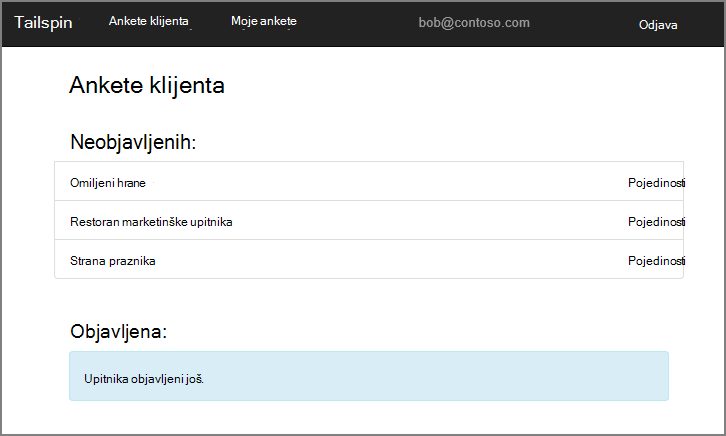 Tailspin Ankete klijenta Moje ankete bob@contoso.com Odjava
Ankete klijenta
Neobjavljenih:
Omiljeni hrane Pojedinosti
Restoran marketinške upitnika Pojedinosti
Strana praznika Pojedinosti
Objavljena:
Upitnika objavljeni još.